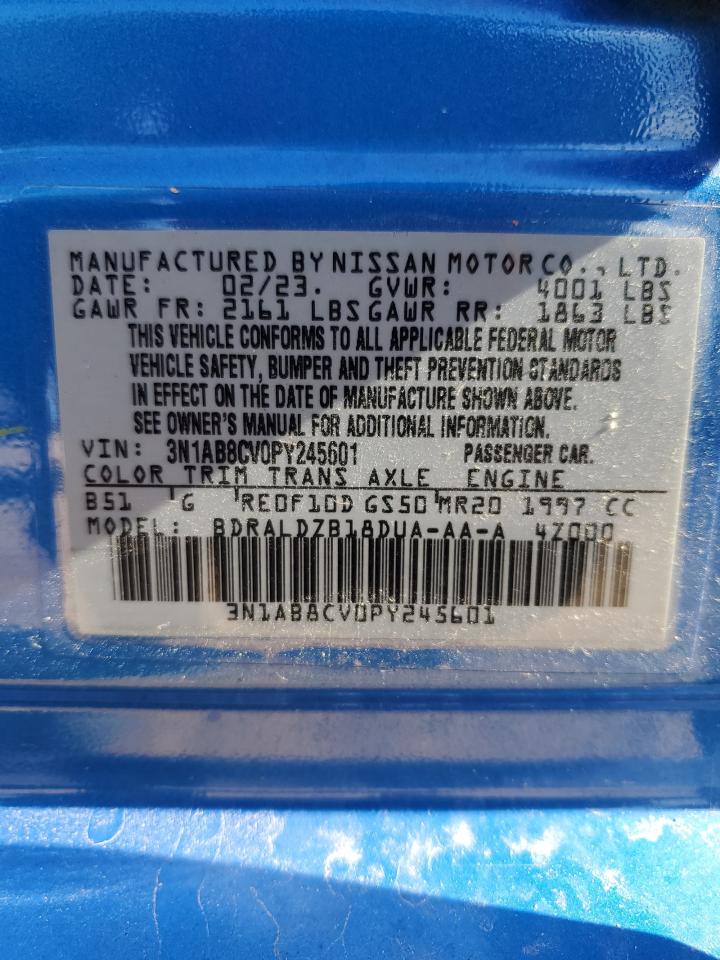 MANUFACTURED BY NISSAN MOTOR CO., LTD.
DATE: 02/23. GVWR: 4001 LBS
GAWR FR: 2161 LBS GAWR RR: 1863 LBS
THIS VEHICLE CONFORMS TO ALL APPLICABLE FEDERAL MOTOR
VEHICLE SAFETY, BUMPER AND THEFT PREVENTION STANDARDS
IN EFFECT ON THE DATE OF MANUFACTURE SHOWN ABOVE.
SEE OWNER'S MANUAL FOR ADDITIONAL INFORMATION.
VIN: 3N1AB8CV0PY245601 PASSENGER CAR.
COLOR TRIM TRANS AXLE ENGINE
B51 'G 'RE0F10D GS50 'MR20 1997 CC
MODEL: BDRALDZB18DUA-AA-A 4Z000
3N1AB8CV0PY245601